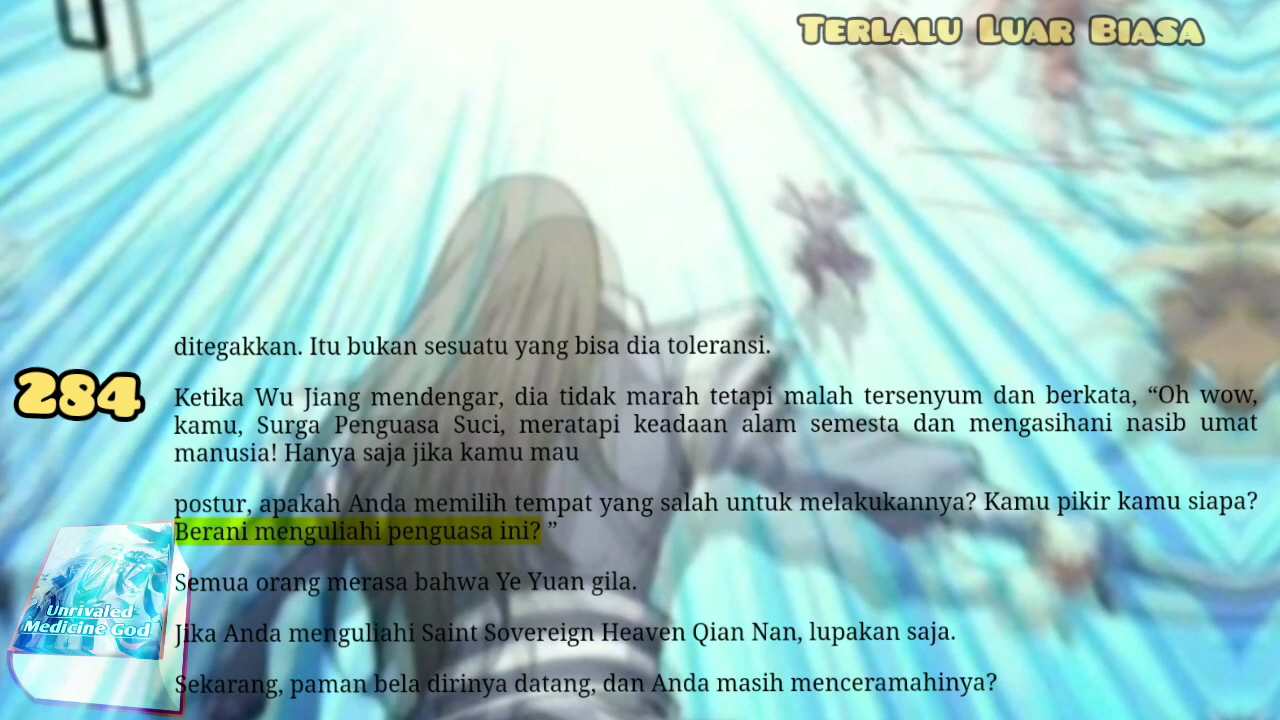 Terlalu Luar Biasa
ditegakkan. Itu bukan sesuatu yang bisa dia toleransi.
284
Ketika Wu Jiang mendengar, dia tidak marah tetapi malah tersenyum dan berkata, “Oh wow,
kamu, Surga Penguasa Suci, meratapi keadaan alam semesta dan mengasihani nasib umat
manusia! Hanya saja jika kamu mau
postur, apakah Anda memilih tempat yang salah untuk melakukannya? Kamu pikir kamu siapa?
Berani menguliahi penguasa ini? ”
Semua orang merasa bahwa Ye Yuan gila.
Unrivaled
Medicine God
Jika Anda menguliahi Saint Sovereign Heaven Qian Nan, lupakan saja.
Sekarang, paman bela dirinya datang, dan Anda masih menceramahinya?